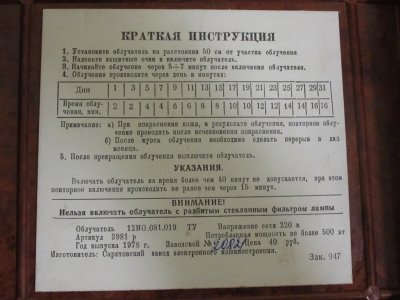 КРАТКАЯ ИНСТРУКЦИЯ
1. Установите облучатель на расстоянии 50 см от участка облучения
2. Наденьте защитные очки и включите облучатель.
3. Начинайте облучение через 5÷7 минут после включения облучателя.
4. Облучение производите через день в минутах:
Дни 1 3 5 7 9 11 13 15 17 19 21 23 25 27 29 31
Время облучения, мин. 2 2 4 4 6 6 8 8 10 10 12 12 14 14 16 16
Примечание: а) При покраснении кожи, в результате облучения, повторное облучение проводить после исчезновения покраснения.
б) После курса облучения необходимо сделать перерыв в два
месяца.
5. После прекращения облучения выключите облучатель.
УКАЗАНИЯ.
Включать облучатель на время более чем 40 минут не допускается, при этом
повторное включение производить не ранее чем через 15 минут.
ВНИМАНИЕ!
Нельзя включать облучатель с разбитым стеклянным фильтром лампы
Облучатель 12МО.081.019 ТУ Напряжение сети 220 в
Артикул 3981 р Потребляемая мощность не более 500 вт
Год выпуска 1978 г. Заводской № Цена 40 руб.
Изготовитель: Саратовский завод электронного машиностроения.
Зак. 947